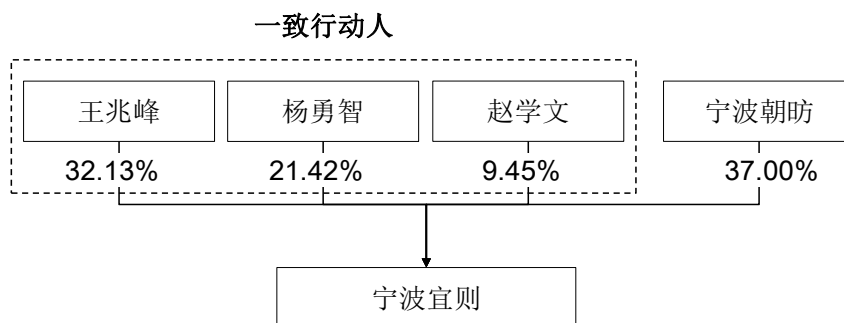 一致行动人
王兆峰 杨勇智 赵学文 宁波朝昉
32.13% 21.42% 9.45% 37.00%
宁波宜则